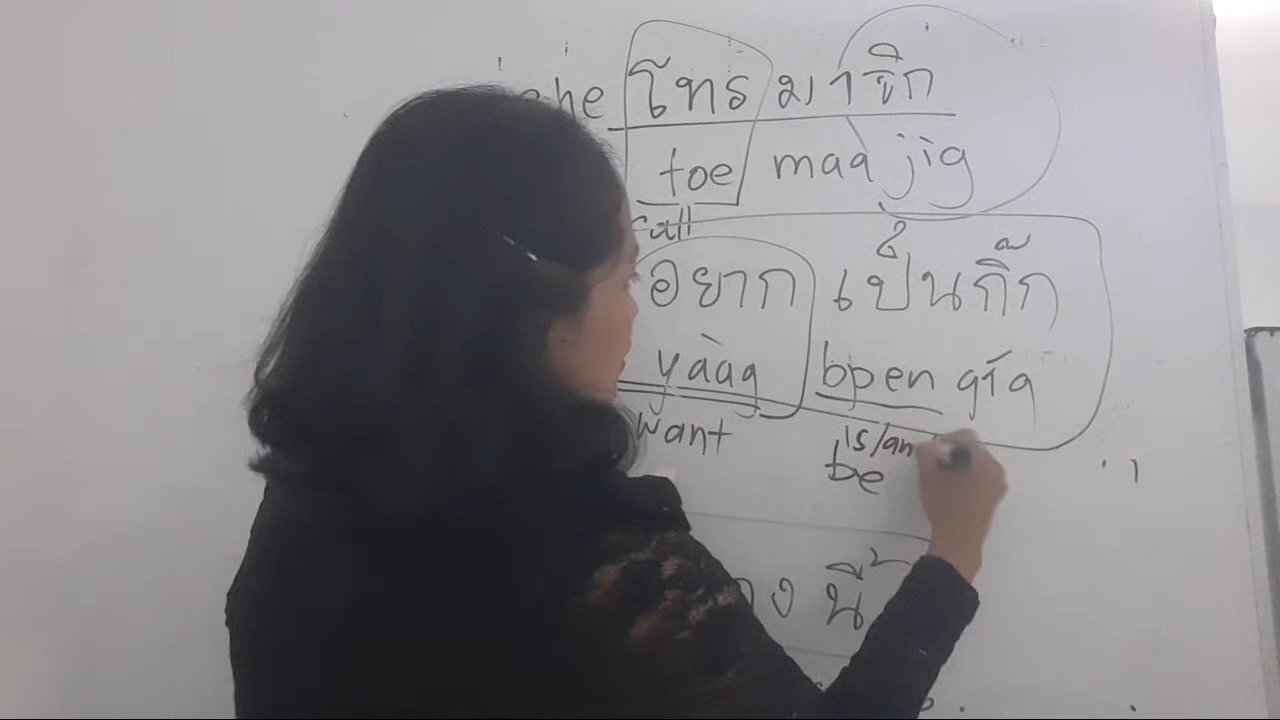 โทร มาจิก
toe maa jìg
call
อยาก เป็นกิ๊ก
yàag bpen gíg
want is/am
be
นี้